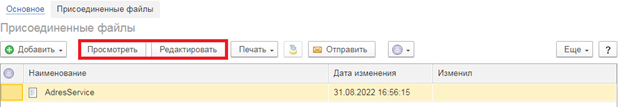 Основное Присоединенные файлы
Присоединенные файлы
Добавить Просмотреть Редактировать Печать Отправить Еще ?
Наименование Дата изменения Изменил
AdresService 31.08.2022 16:56:15